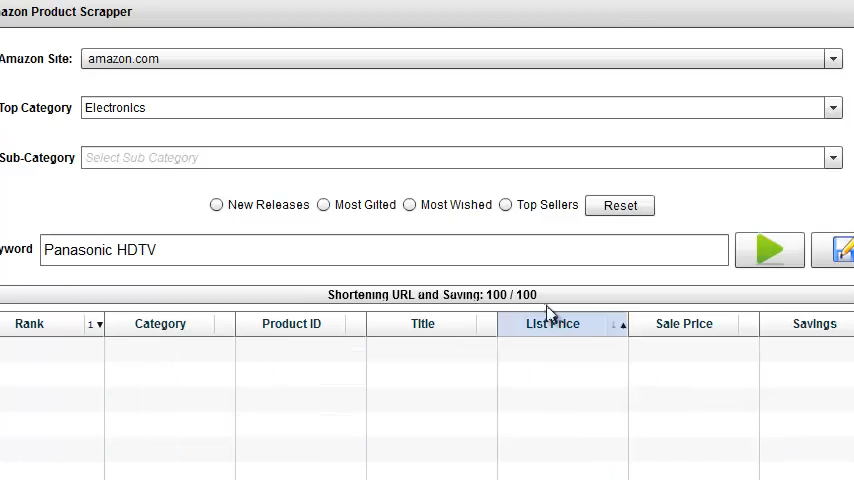 azon Product Scrapper
Amazon Site: amazon.com
Top Category Electronics
Sub-Category Select Sub Category
New Releases Most Gifted Most Wished Top Sellers Reset
yword Panasonic HDTV
Shortening URL and Saving: 100 / 100
Rank 1 Category Product ID Title List Price Sale Price Savings